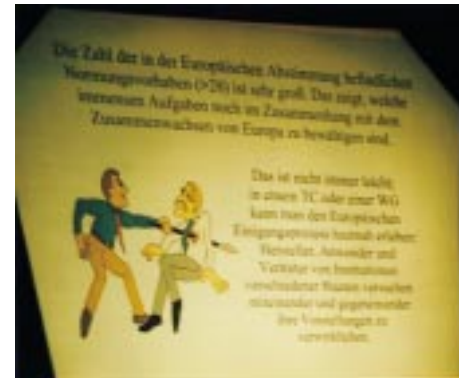 Die Zahl der in der Europäischen Abstimmung befindlichen
Normungsvorhaben (>28) ist sehr groß. Das zeigt, welche
immensen Aufgaben noch im Zusammenhang mit dem
Zusammenwachsen von Europa zu bewältigen sind.
Das ist nicht immer leicht;
in einem TC oder einer WG
kann man den Europäischen
Einigungsprozess hautnah erleben:
Hersteller, Anwender und
Vertreter von Institutionen
verschiedener Staaten versuchen
miteinander und gegeneinander
ihre Vorstellungen zu
verwirklichen.